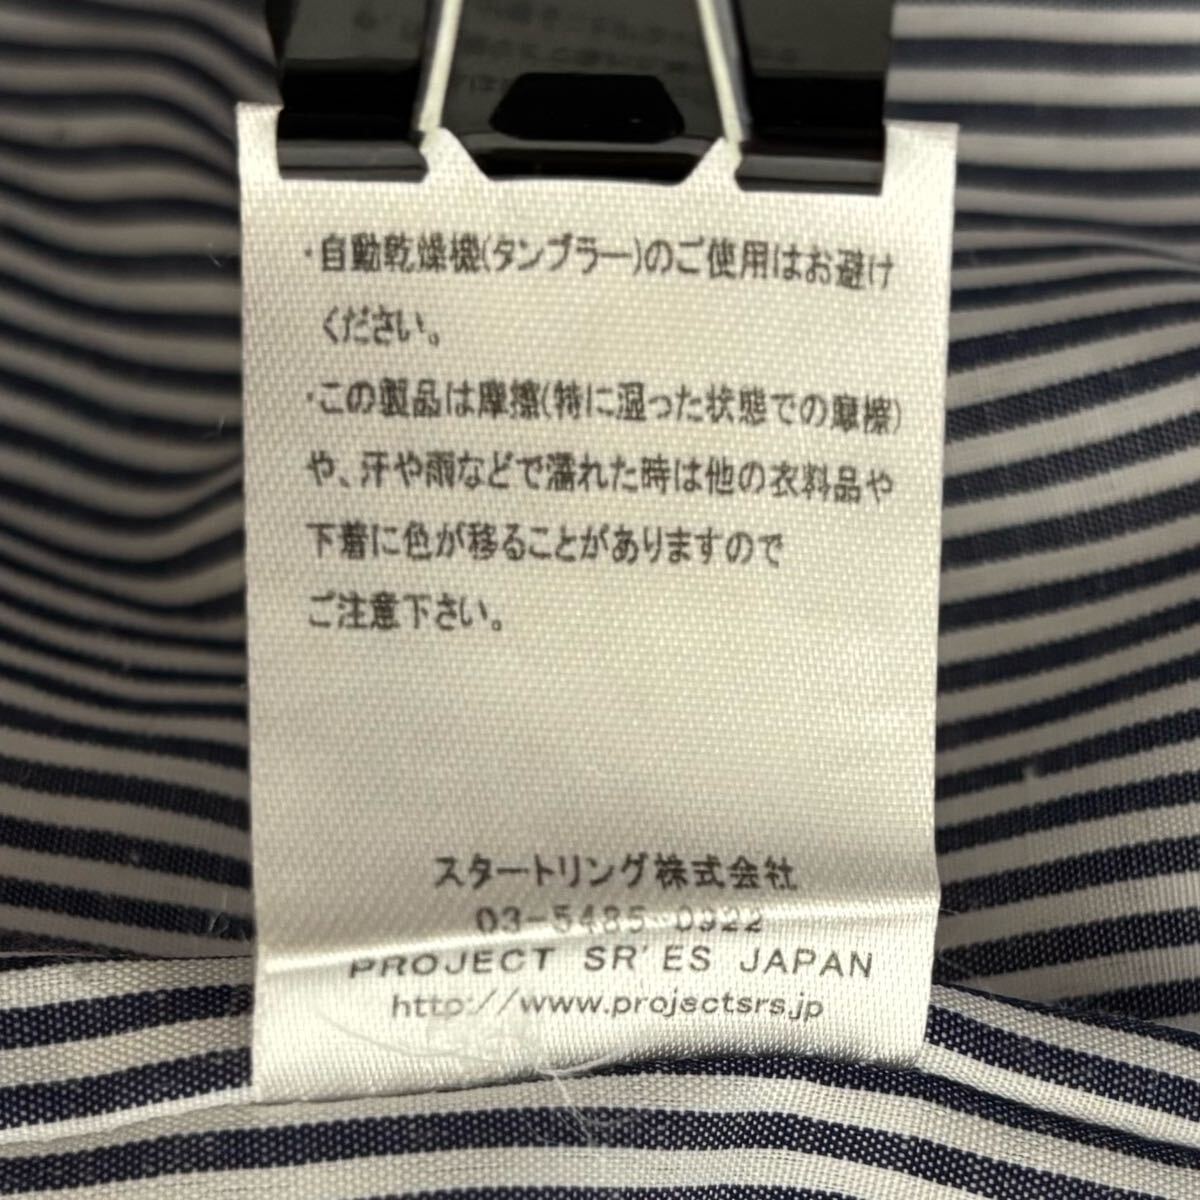 ・自動乾燥機(タンブラー)のご使用はお避け
ください。
・この製品は摩擦(特に湿った状態での摩擦)
や、汗や雨などで濡れた時は他の衣料品や
下着に色が移ることがありますので
ご注意下さい。
スタートリング株式会社
03-5485-0922
PROJECT SR'ES JAPAN
http://www.projectsrs.jp